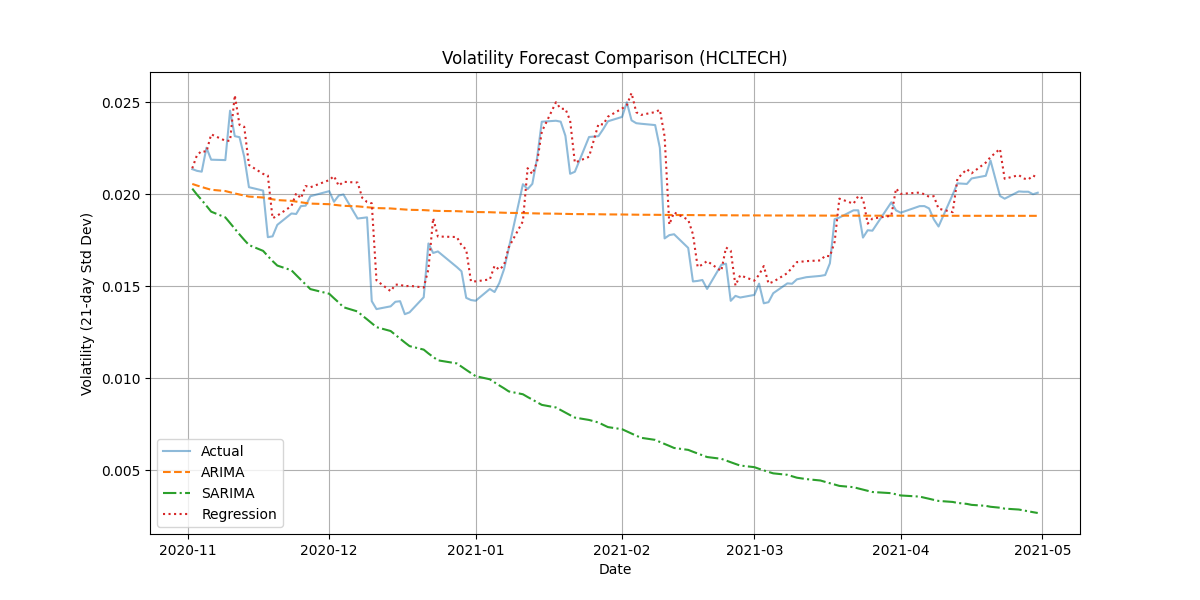 Volatility Forecast Comparison (HCLTECH)
Volatility (21-day Std Dev)
0.025
0.020
0.015
0.010
0.005
Actual
ARIMA
SARIMA
Regression
2020-11 2020-12 2021-01 2021-02 2021-03 2021-04 2021-05
Date